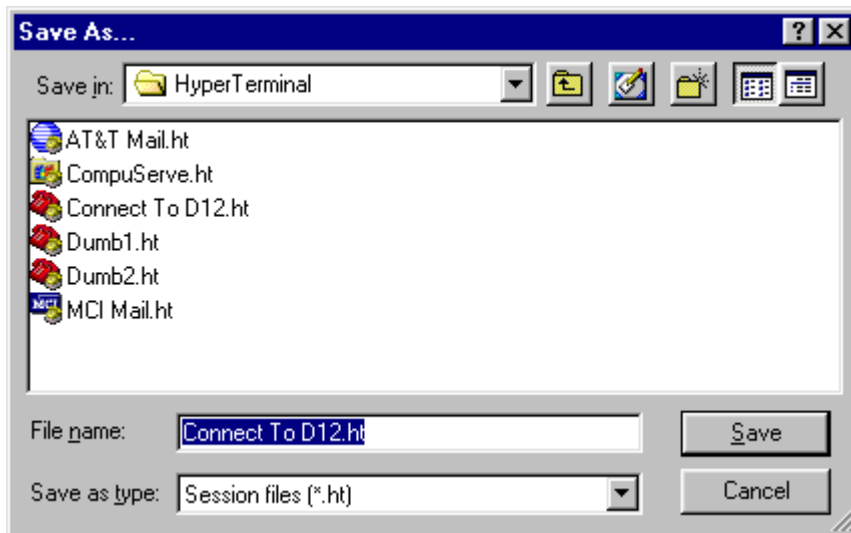 Save As...
Save in: HyperTerminal
AT&T Mail.ht
CompuServe.ht
Connect To D12.ht
Dumb1.ht
Dumb2.ht
MCI MCI Mail.ht
File name: Connect To D12.ht Save
Save as type: Session files (*.ht) Cancel